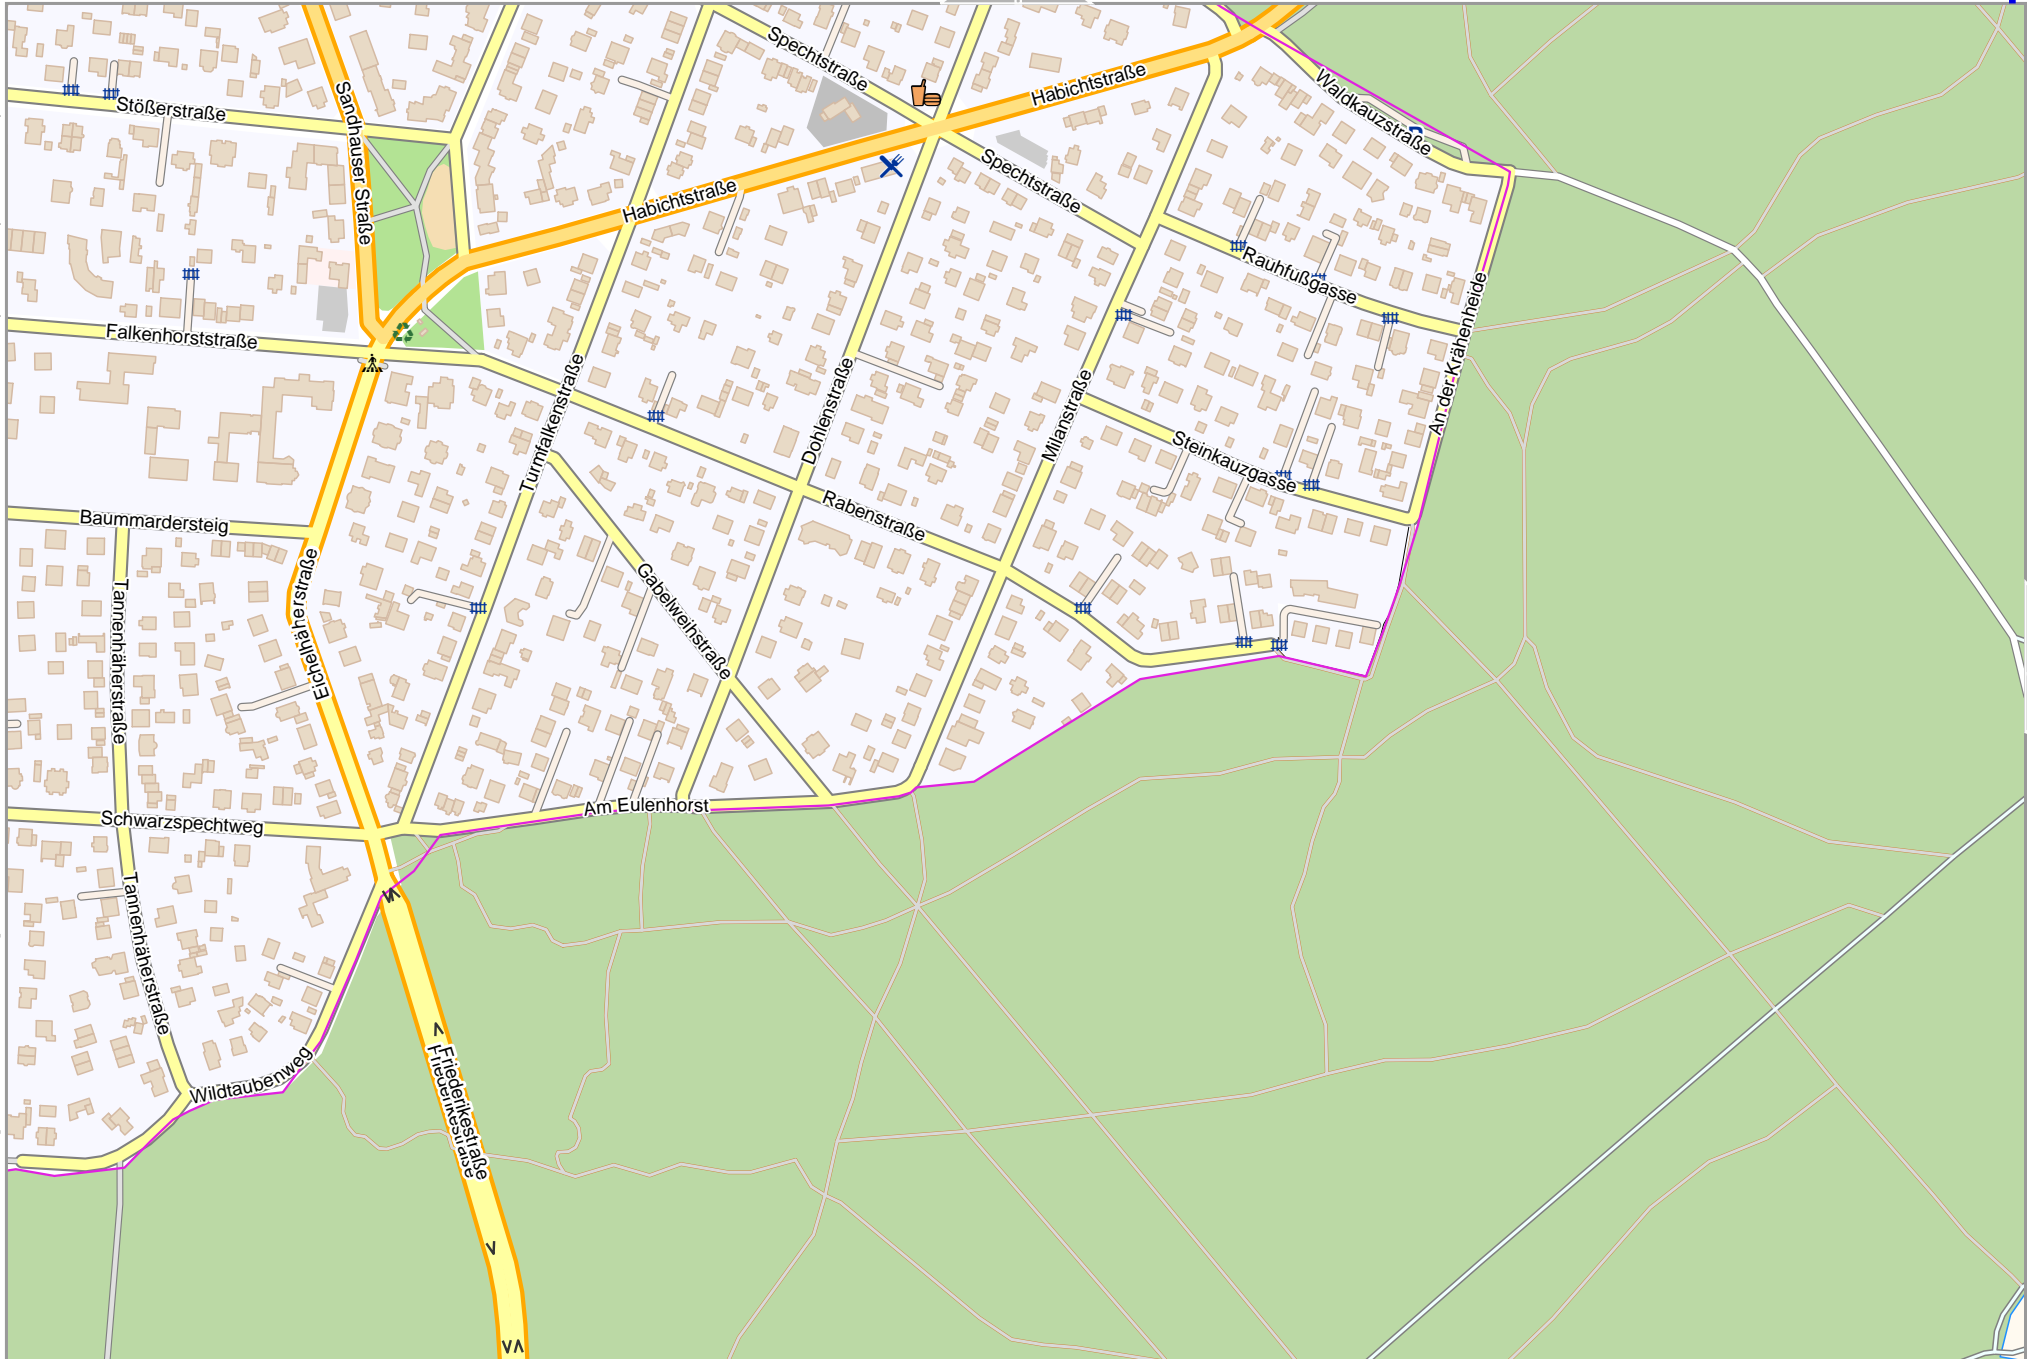 Spechtstraße
Habichtstraße
Waldkauzstraße
Stößerstraße
Sandhauser Straße
Spechtstraße
Habichtstraße
Rauhfußgasse
An der Krähenheide
Falkenhorststraße
Turmfalkenstraße
Dohlenstraße
Milanstraße
Steinkauzgasse
Rabenstraße
Baummardersteig
Eichelhäherstraße
Tannenhäherstraße
Gabelweihstraße
Am Eulenhorst
Schwarzspechtweg
Tannenhäherstraße
Wildtaubenweg
Friederikestraße
Friederikestraße